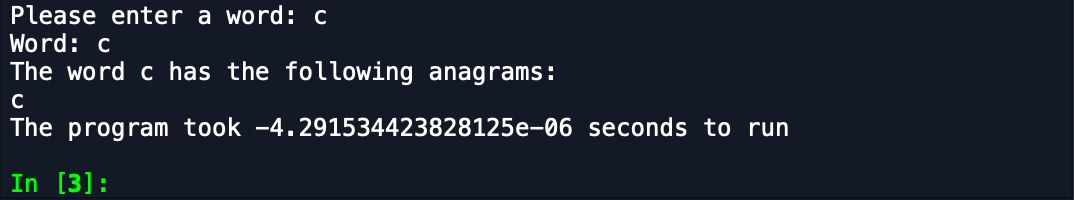 Please enter a word: c
Word: c
The word c has the following anagrams:
c
The program took -4.291534423828125e-06 seconds to run
In [3]: